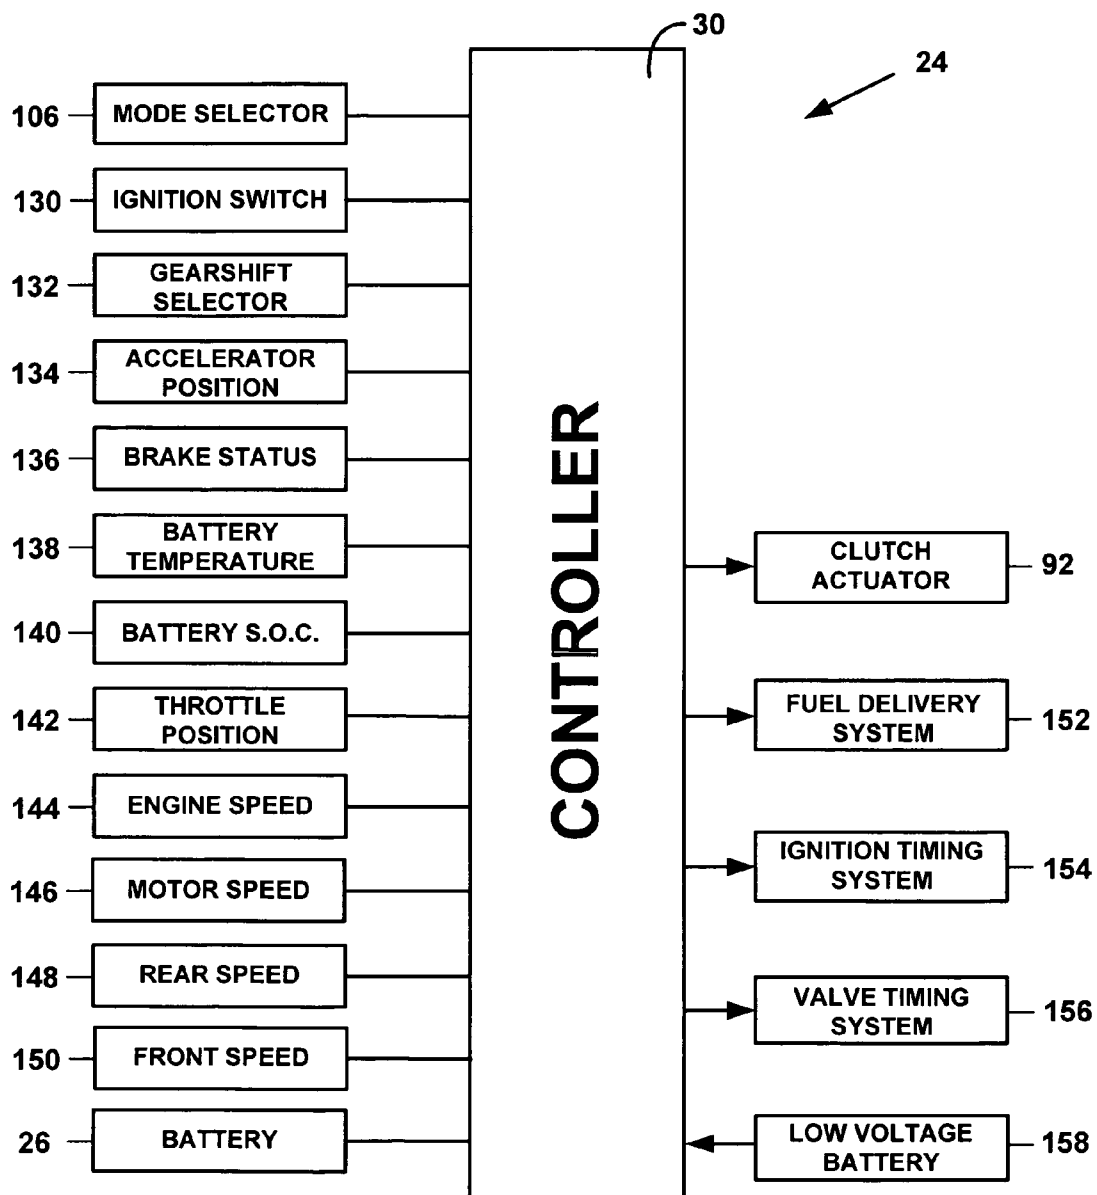 30
24
106 MODE SELECTOR
130 IGNITION SWITCH
132 GEARSHIFT
SELECTOR
134 ACCELERATOR
POSITION
136 BRAKE STATUS
138 BATTERY
TEMPERATURE
140 BATTERY S.O.C.
142 THROTTLE
POSITION
144 ENGINE SPEED
146 MOTOR SPEED
148 REAR SPEED
150 FRONT SPEED
26 BATTERY
CONTROLLER
CLUTCH
ACTUATOR 92
FUEL DELIVERY
SYSTEM 152
IGNITION TIMING
SYSTEM 154
VALVE TIMING
SYSTEM 156
LOW VOLTAGE
BATTERY 158